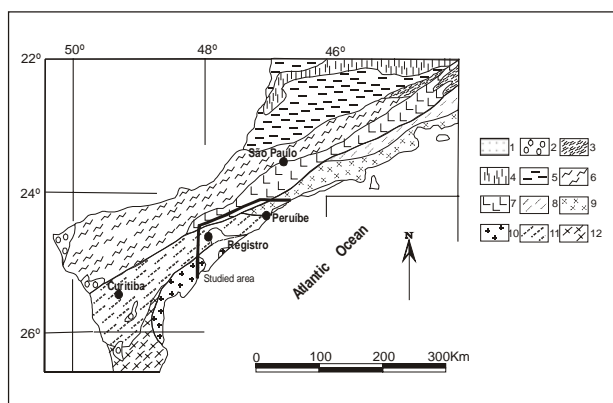 50º 48º 46º
22º
São Paulo
1 2 3
24º
4 5 6
Peruíbe
7 8 9
Registro
10 11 12
Atlantic Ocean
N
Studied area
Curitiba
26º
0 100 200 300Km